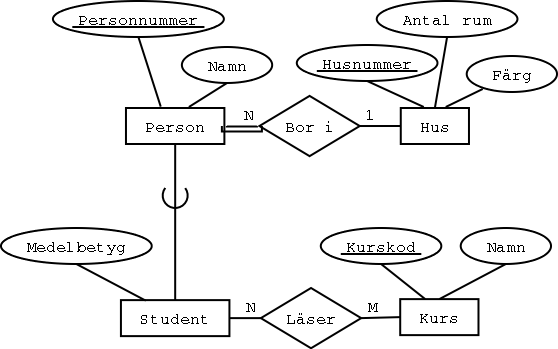 Personnummer
Antal rum
Namn
Husnummer
Färg
Person
N
Bor i
1
Hus
Medelbetyg
Kurskod
Namn
Student
N
Läser
M
Kurs